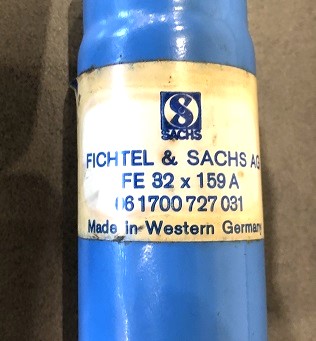 SACHS
FICHTEL & SACHS AG
FE 32 x 159 A
06 1700 727 031
Made in Western Germany